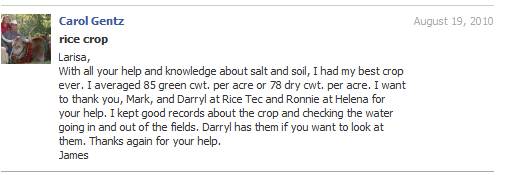 Carol Gentz
August 19, 2010
rice crop
Larisa,
With all your help and knowledge about salt and soil, I had my best crop
ever. I averaged 85 green cwt. per acre or 78 dry cwt. per acre. I want
to thank you, Mark, and Darryl at Rice Tec and Ronnie at Helena for
your help. I kept good records about the crop and checking the water
going in and out of the fields. Darryl has them if you want to look at
them. Thanks again for your help.
James